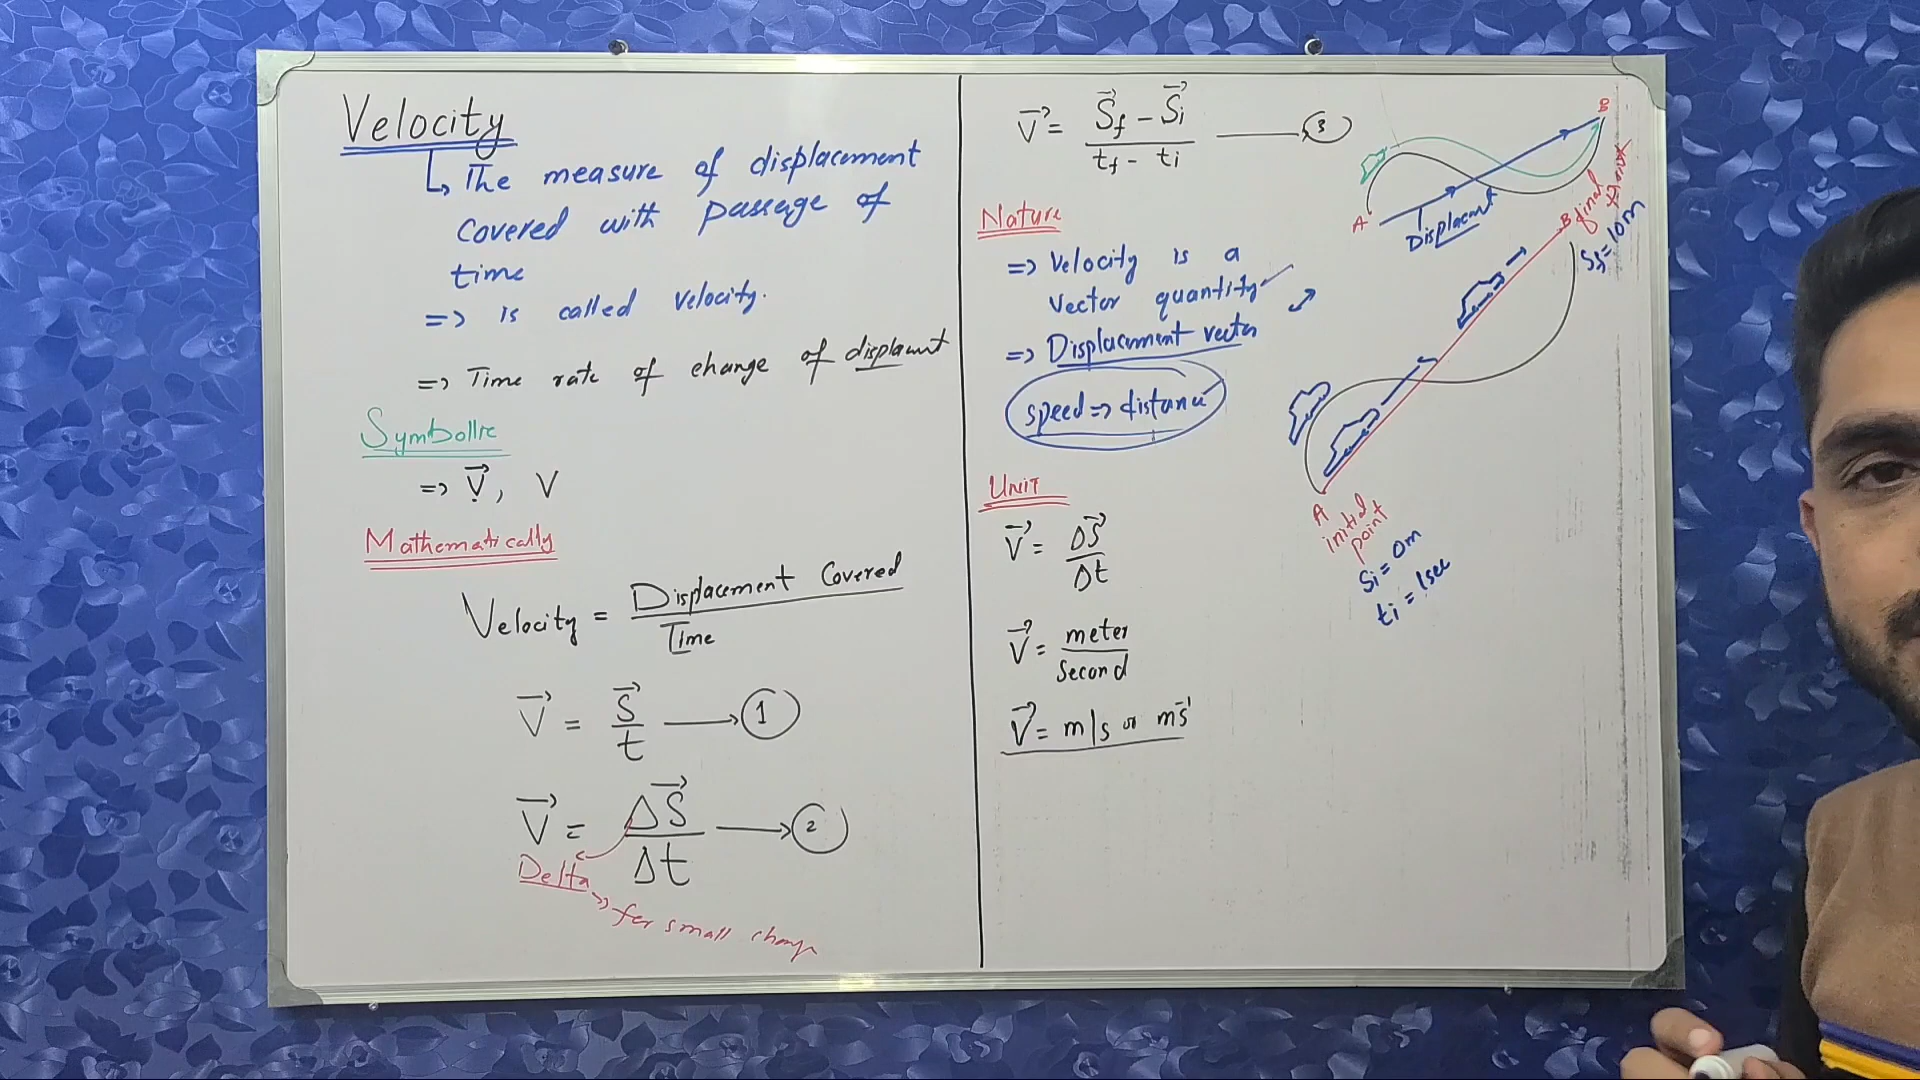 Velocity
↳ The measure of displacement
covered with passage of
time
=> is called velocity.
=> Time rate of change of displacmnt
Symbollic
=> V⃗, V
Mathematically
Velocity = Displacement Covered / Time
V⃗ = S⃗ / t → 1
V⃗ = ΔS⃗ / Δt → 2
Delta
for small change
V⃗ = S⃗f - S⃗i / tf - ti → 3
Nature
=> Velocity is a
vector quantity
=> Displacement vector
speed => distance
Unit
V⃗ = ΔS⃗ / Δt
V⃗ = meter / Second
V⃗ = m/s or ms⁻¹
B
A
Displacmnt
B final point
Sf = 10m
A
initial
point
Si = 0m
ti = 1sec